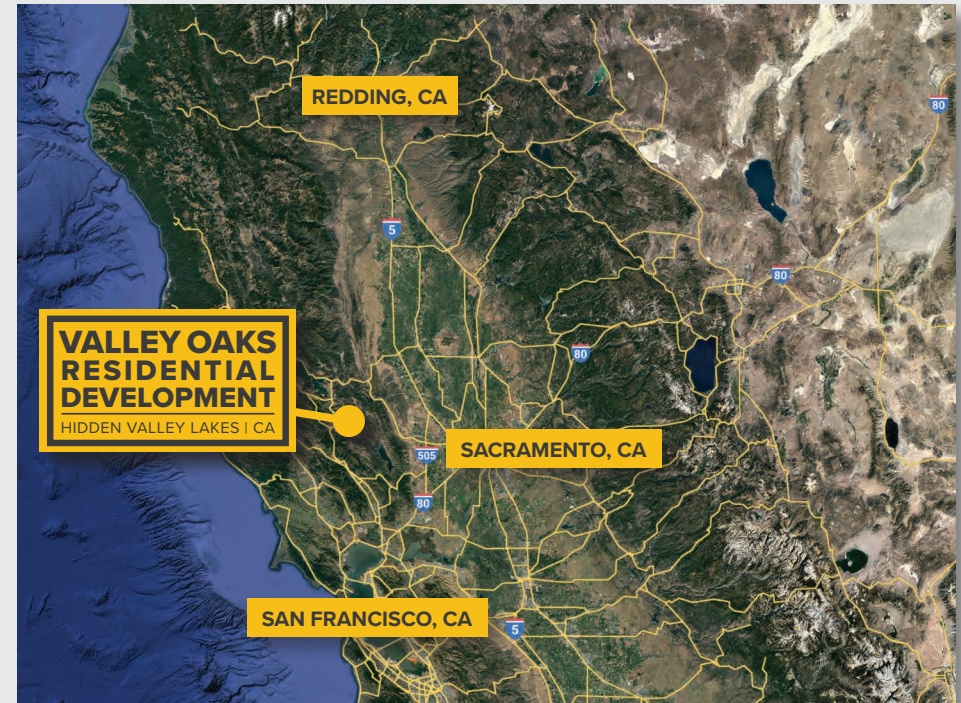 REDDING, CA
80
5
80
VALLEY OAKS
RESIDENTIAL
DEVELOPMENT
HIDDEN VALLEY LAKES | CA
80
505
SACRAMENTO, CA
80
SAN FRANCISCO, CA
5